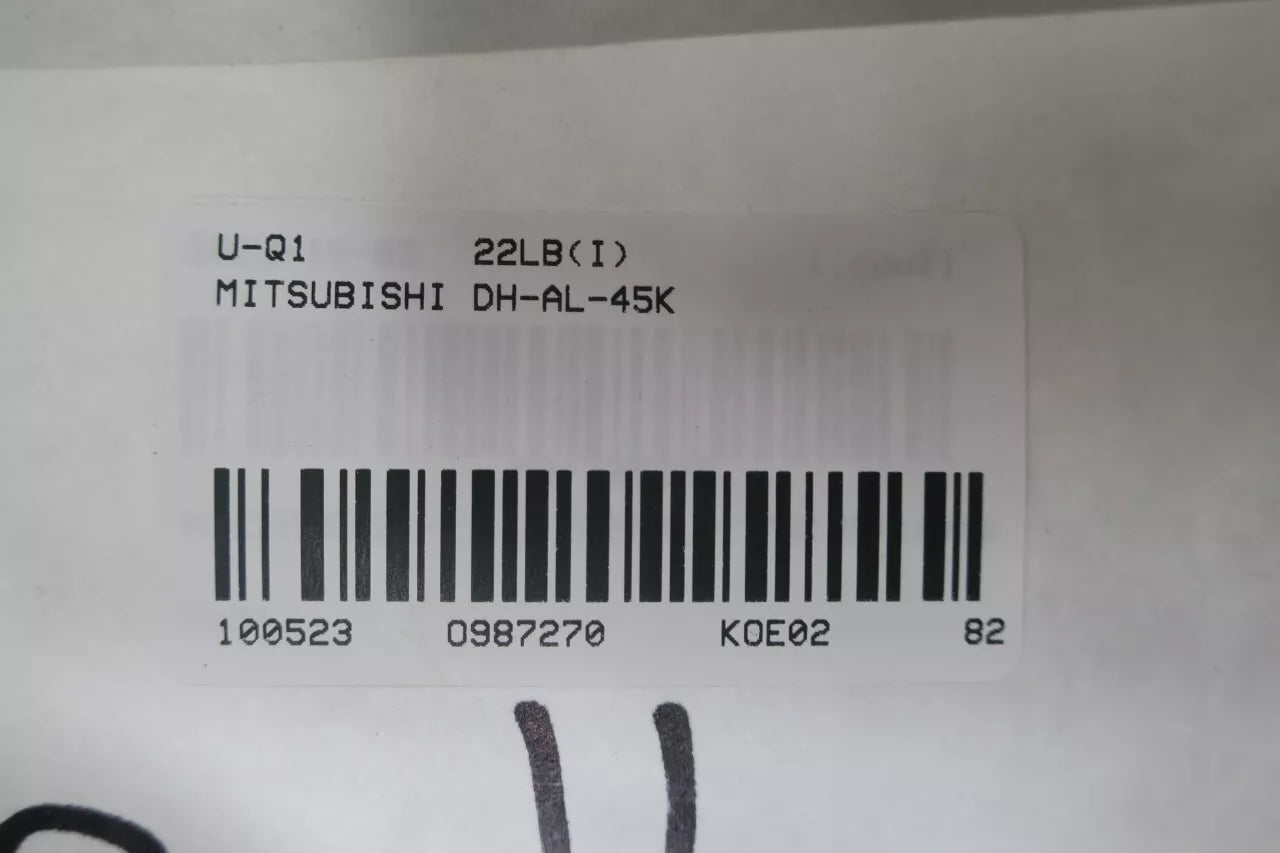 U-Q1 22LB(I)
MITSUBISHI DH-AL-45K
100523 0987270 KOE02 82